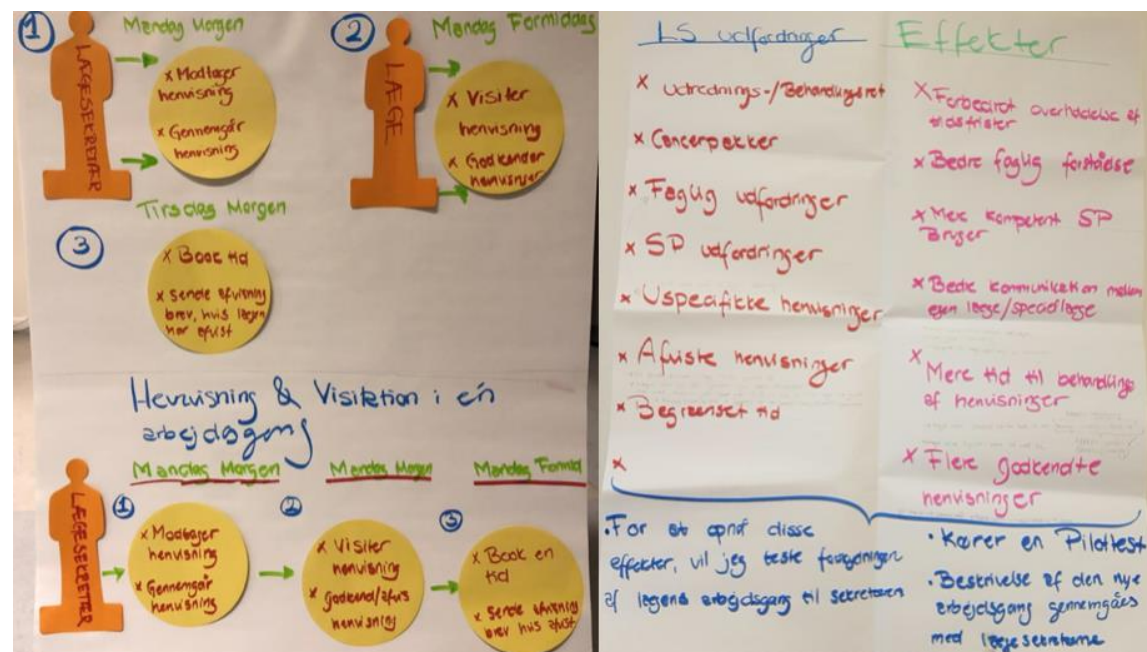 1
Mandag Morgen
LÆGESEKRETÆR
x Modtager
henvisning
x Gennemgår
henvisning
2
Mandag Formiddag
LÆGE
x Visiter
henvisning
x Godkender
henvisninger
Tirsdag Morgen
3
x Book tid
x Sende afvisning
brev, hvis lægen
har afvist
Henvisning & Visitation i én
arbejdsgang
LÆGESEKRETÆR
Mandag Morgen
1
x Modtager
henvisning
x Gennemgår
henvisning
Mandag Morgen
2
x Visiter
henvisning
x Godkend/afvis
henvisning
Mandag Formid
3
x Book en
tid
x Sende afvisning
brev hvis afvist
LS udfordringer
x Udrednings-/Behandlingsret
x Cancerpakker
x Faglig udfordringer
x SP udfordringer
x Uspecifikke henvisninger
x Afviste henvisninger
x Begrænset tid
x
Effekter
x Forbedret overholdelse af
tidsfrister
x Bedre faglig forståelse
x Mere kompetent SP
Bruger
x Bedre kommunikation mellem
egen læge/speciallæge
x Mere tid til behandling
af henvisninger
x Flere godkendte
henvisninger
· For at opnå disse
effekter, vil jeg teste
af lægens arbejdsgang til sekretæren
· Kører en Pilottest
· Beskrivelse af den nye
arbejdsgang gennemgåes
med lægesekretærerne